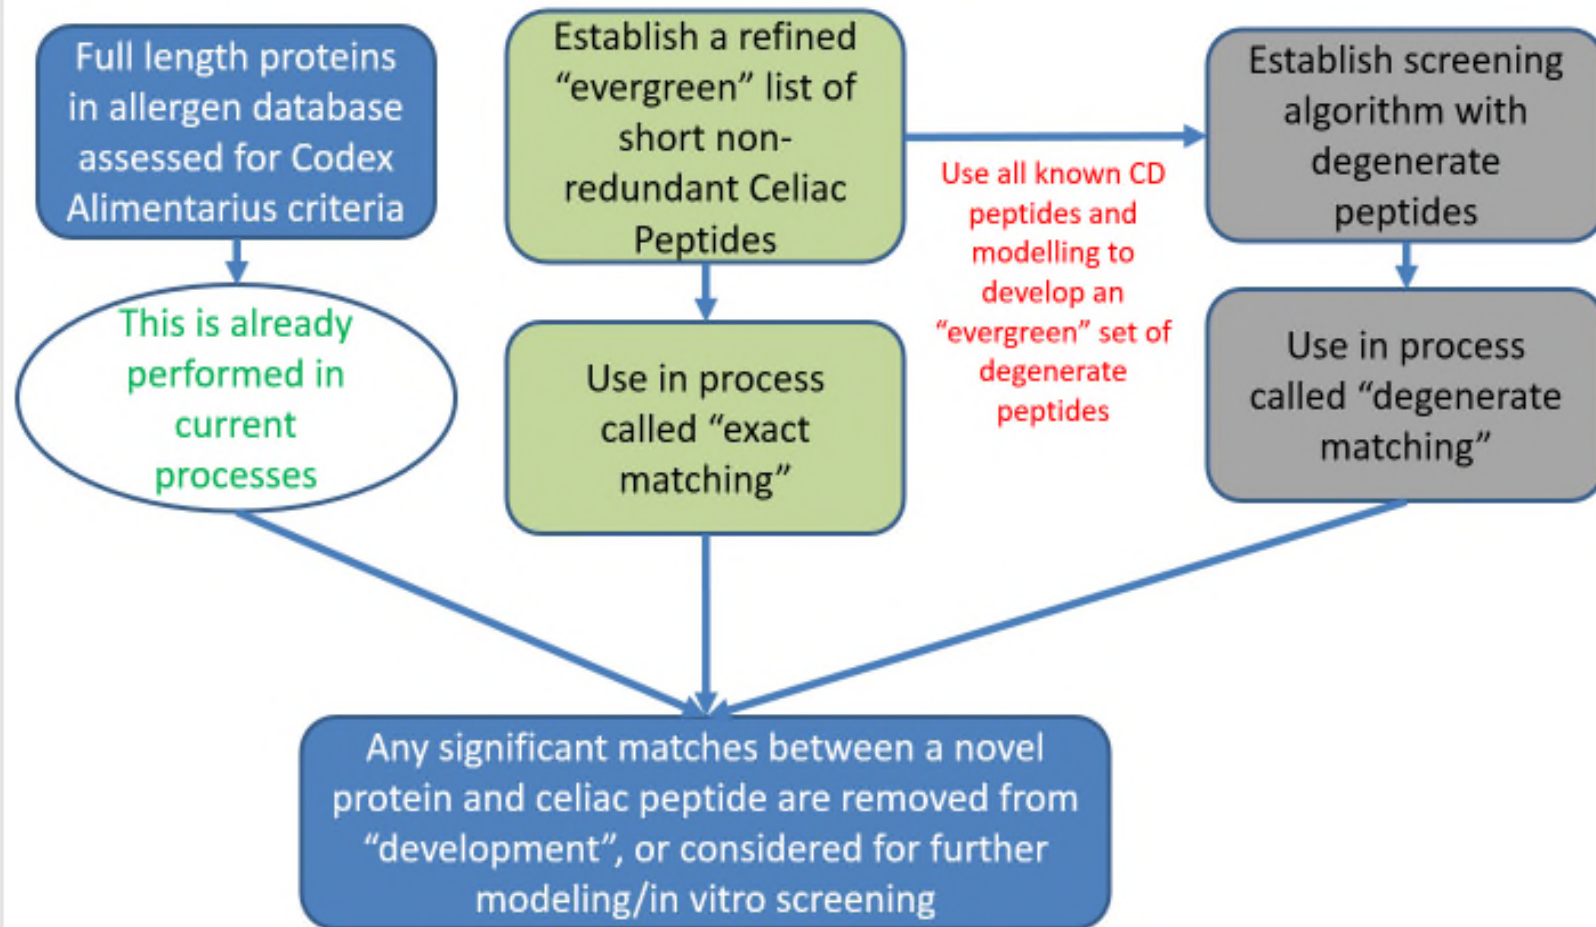 Full length proteins
in allergen database
assessed for Codex
Alimentarius criteria
This is already
performed in
current
processes
Establish a refined
“evergreen” list of
short non-
redundant Celiac
Peptides
Use in process
called “exact
matching”
Use all known CD
peptides and
modelling to
develop an
“evergreen” set of
degenerate
peptides
Establish screening
algorithm with
degenerate
peptides
Use in process
called “degenerate
matching”
Any significant matches between a novel
protein and celiac peptide are removed from
“development”, or considered for further
modeling/in vitro screening